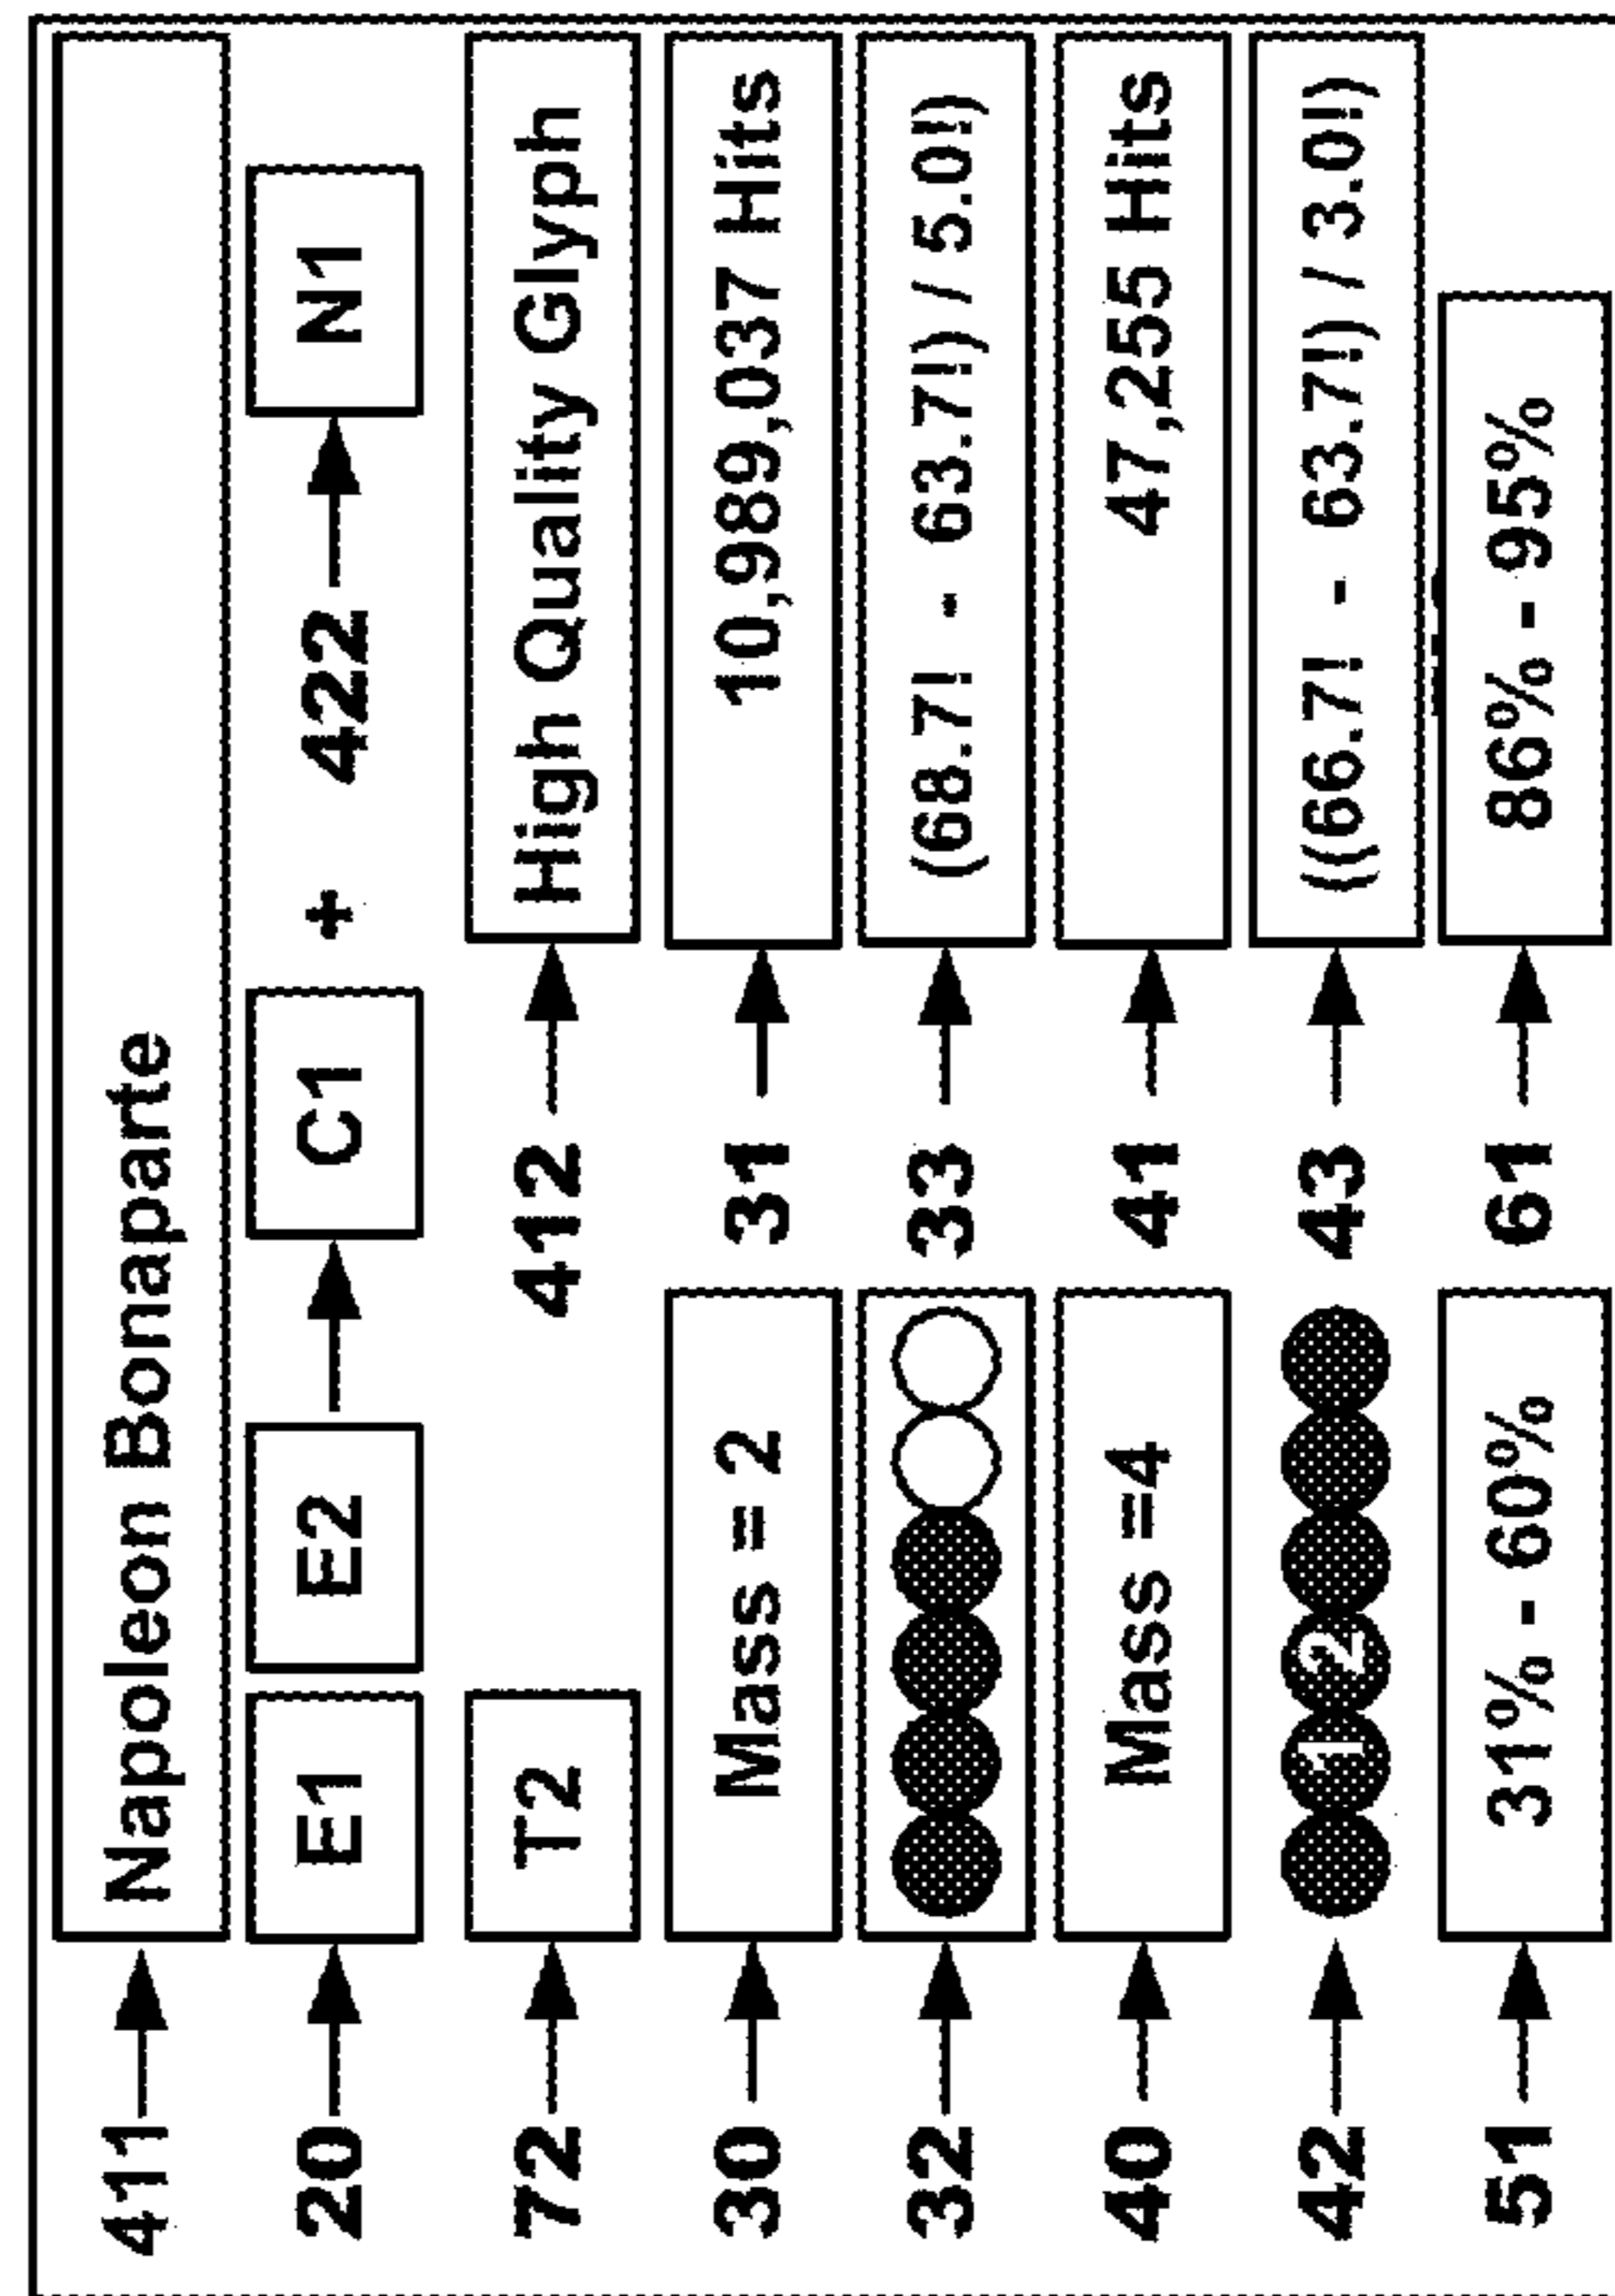 411 Napoleon Bonaparte
20 E1 E2 C1 + 422 N1
72 T2 412 High Quality Glyph
30 Mass = 2 31 10,989,037 Hits
32 33 (68.7! - 63.7!) / 5.0!)
40 Mass =4 41 47,255 Hits
42 1 2 43 ((66.7! - 63.7!) / 3.0!)
51 31% - 60% 61 86% - 95%